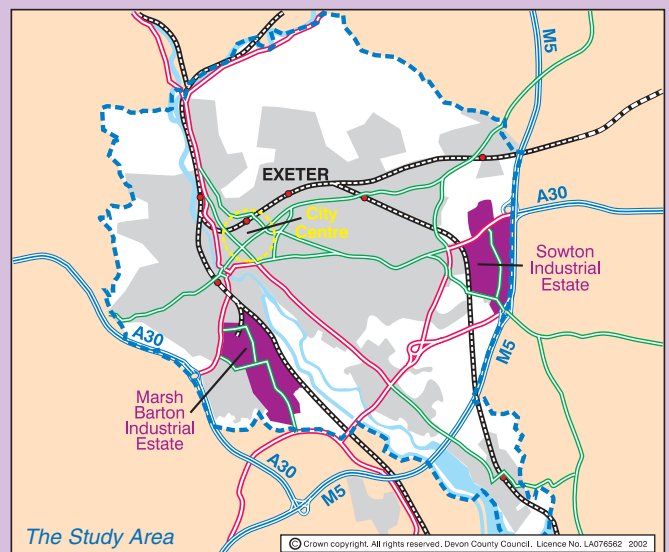 M5
EXETER
City
Centre
A30
Sowton
Industrial
Estate
A30
M5
Marsh
Barton
Industrial
Estate
A30
M5
The Study Area
© Crown copyright. All rights reserved. Devon County Council. Licence No. LA076562 2002